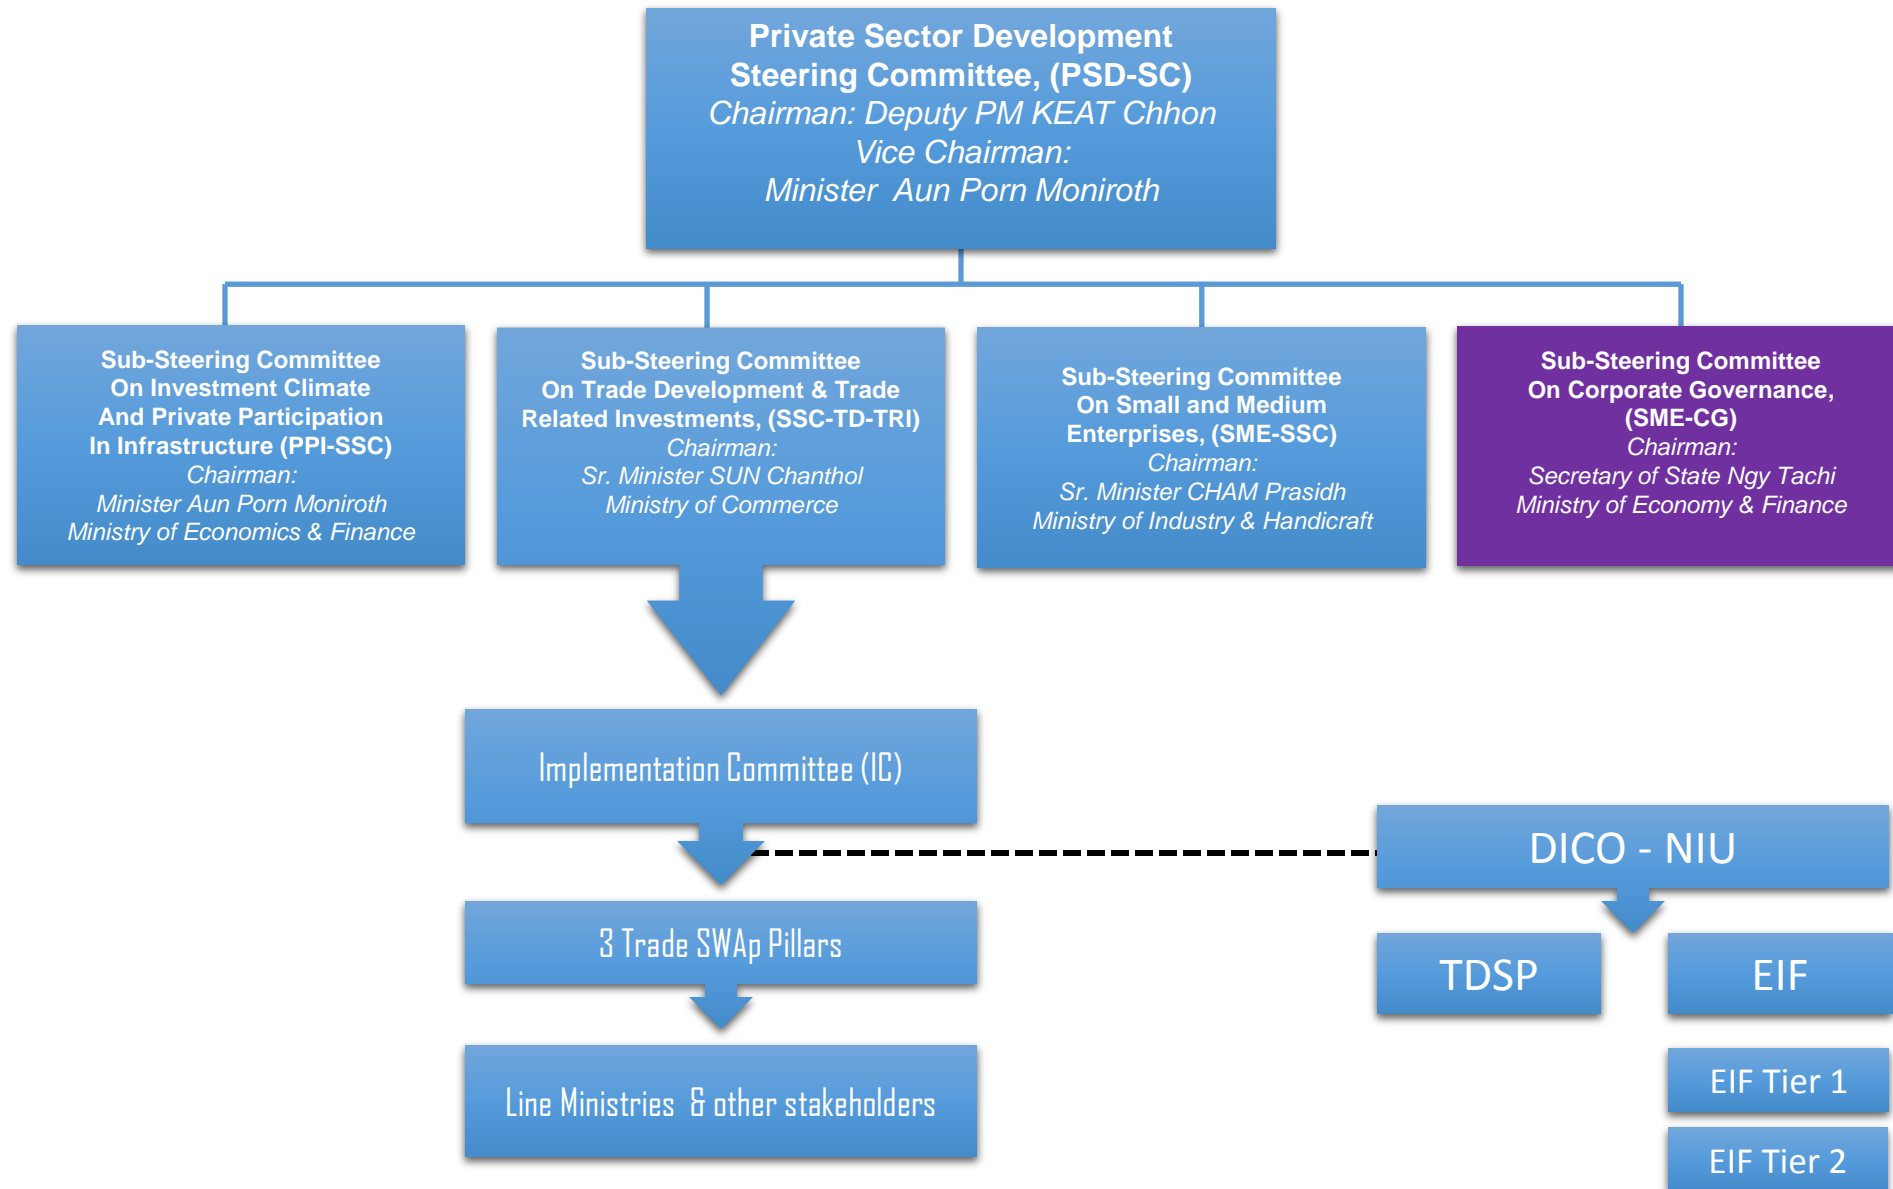 Private Sector Development
Steering Committee, (PSD-SC)
Chairman: Deputy PM KEAT Chhon
Vice Chairman:
Minister Aun Porn Moniroth
Sub-Steering Committee
On Investment Climate
And Private Participation
In Infrastructure (PPI-SSC)
Chairman:
Minister Aun Porn Moniroth
Ministry of Economics & Finance
Sub-Steering Committee
On Trade Development & Trade
Related Investments, (SSC-TD-TRI)
Chairman:
Sr. Minister SUN Chanthol
Ministry of Commerce
Sub-Steering Committee
On Small and Medium
Enterprises, (SME-SSC)
Chairman:
Sr. Minister CHAM Prasidh
Ministry of Industry & Handicraft
Sub-Steering Committee
On Corporate Governance,
(SME-CG)
Chairman:
Secretary of State Ngy Tachi
Ministry of Economy & Finance
Implementation Committee (IC)
3 Trade SWAp Pillars
Line Ministries & other stakeholders
DICO - NIU
TDSP
EIF
EIF Tier 1
EIF Tier 2